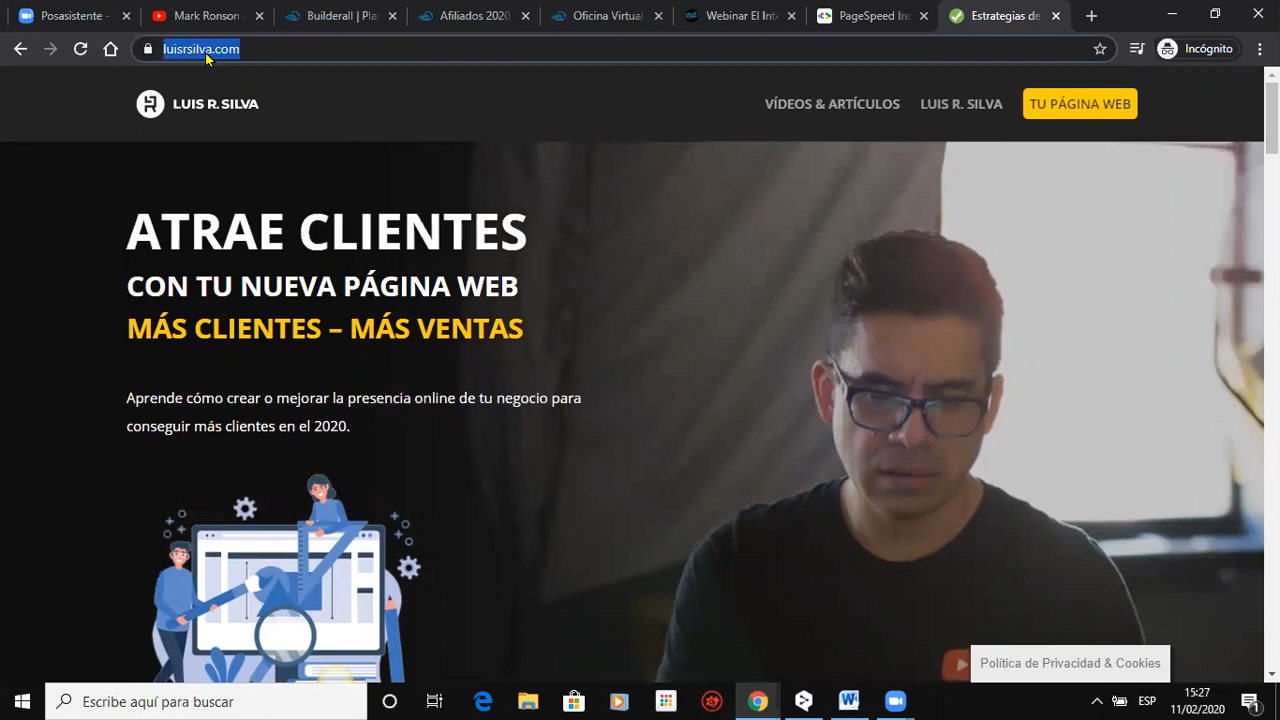 Posasistente -
Mark Ronson -
Builderall | Pla
Afiliados 2020
Oficina Virtual
Webinar El Int
PageSpeed Ins
Estrategias de
luisrsilva.com
Incógnito
LUIS R. SILVA
VÍDEOS & ARTÍCULOS
LUIS R. SILVA
TU PÁGINA WEB
ATRAE CLIENTES
CON TU NUEVA PÁGINA WEB
MÁS CLIENTES – MÁS VENTAS
Aprende cómo crear o mejorar la presencia online de tu negocio para
conseguir más clientes en el 2020.
Política de Privacidad & Cookies
Escribe aquí para buscar
ESP
15:27
11/02/2020